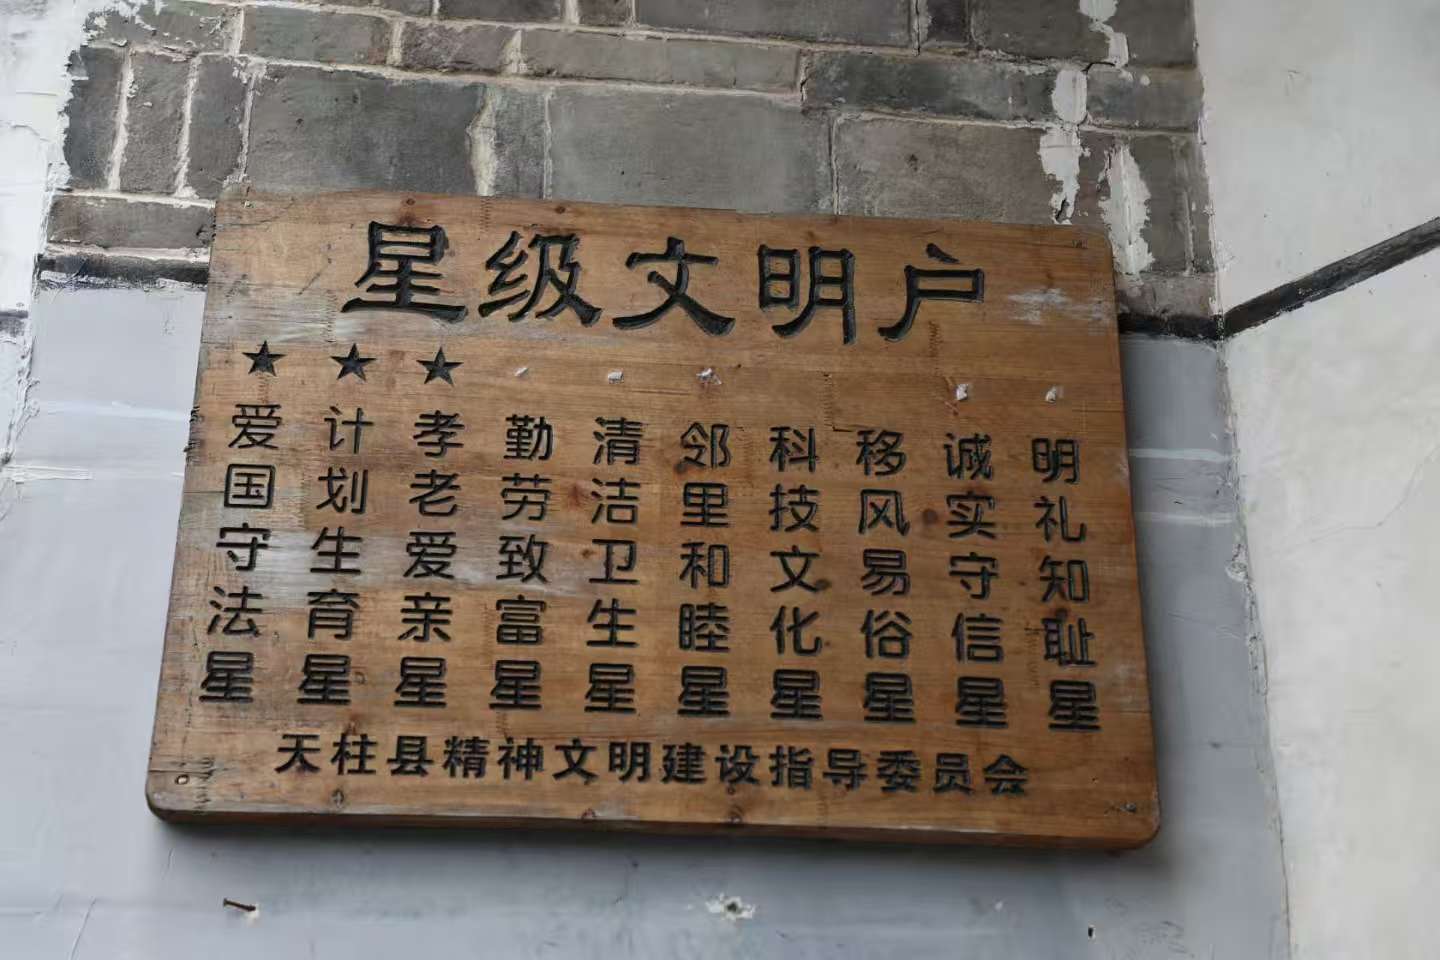 星级文明户
★ ★ ★
爱国守法星
计划生育星
孝老爱亲星
勤劳致富星
清洁卫生星
邻里和睦星
科技文化星
移风易俗星
诚实守信星
明礼知耻星
天柱县精神文明建设指导委员会